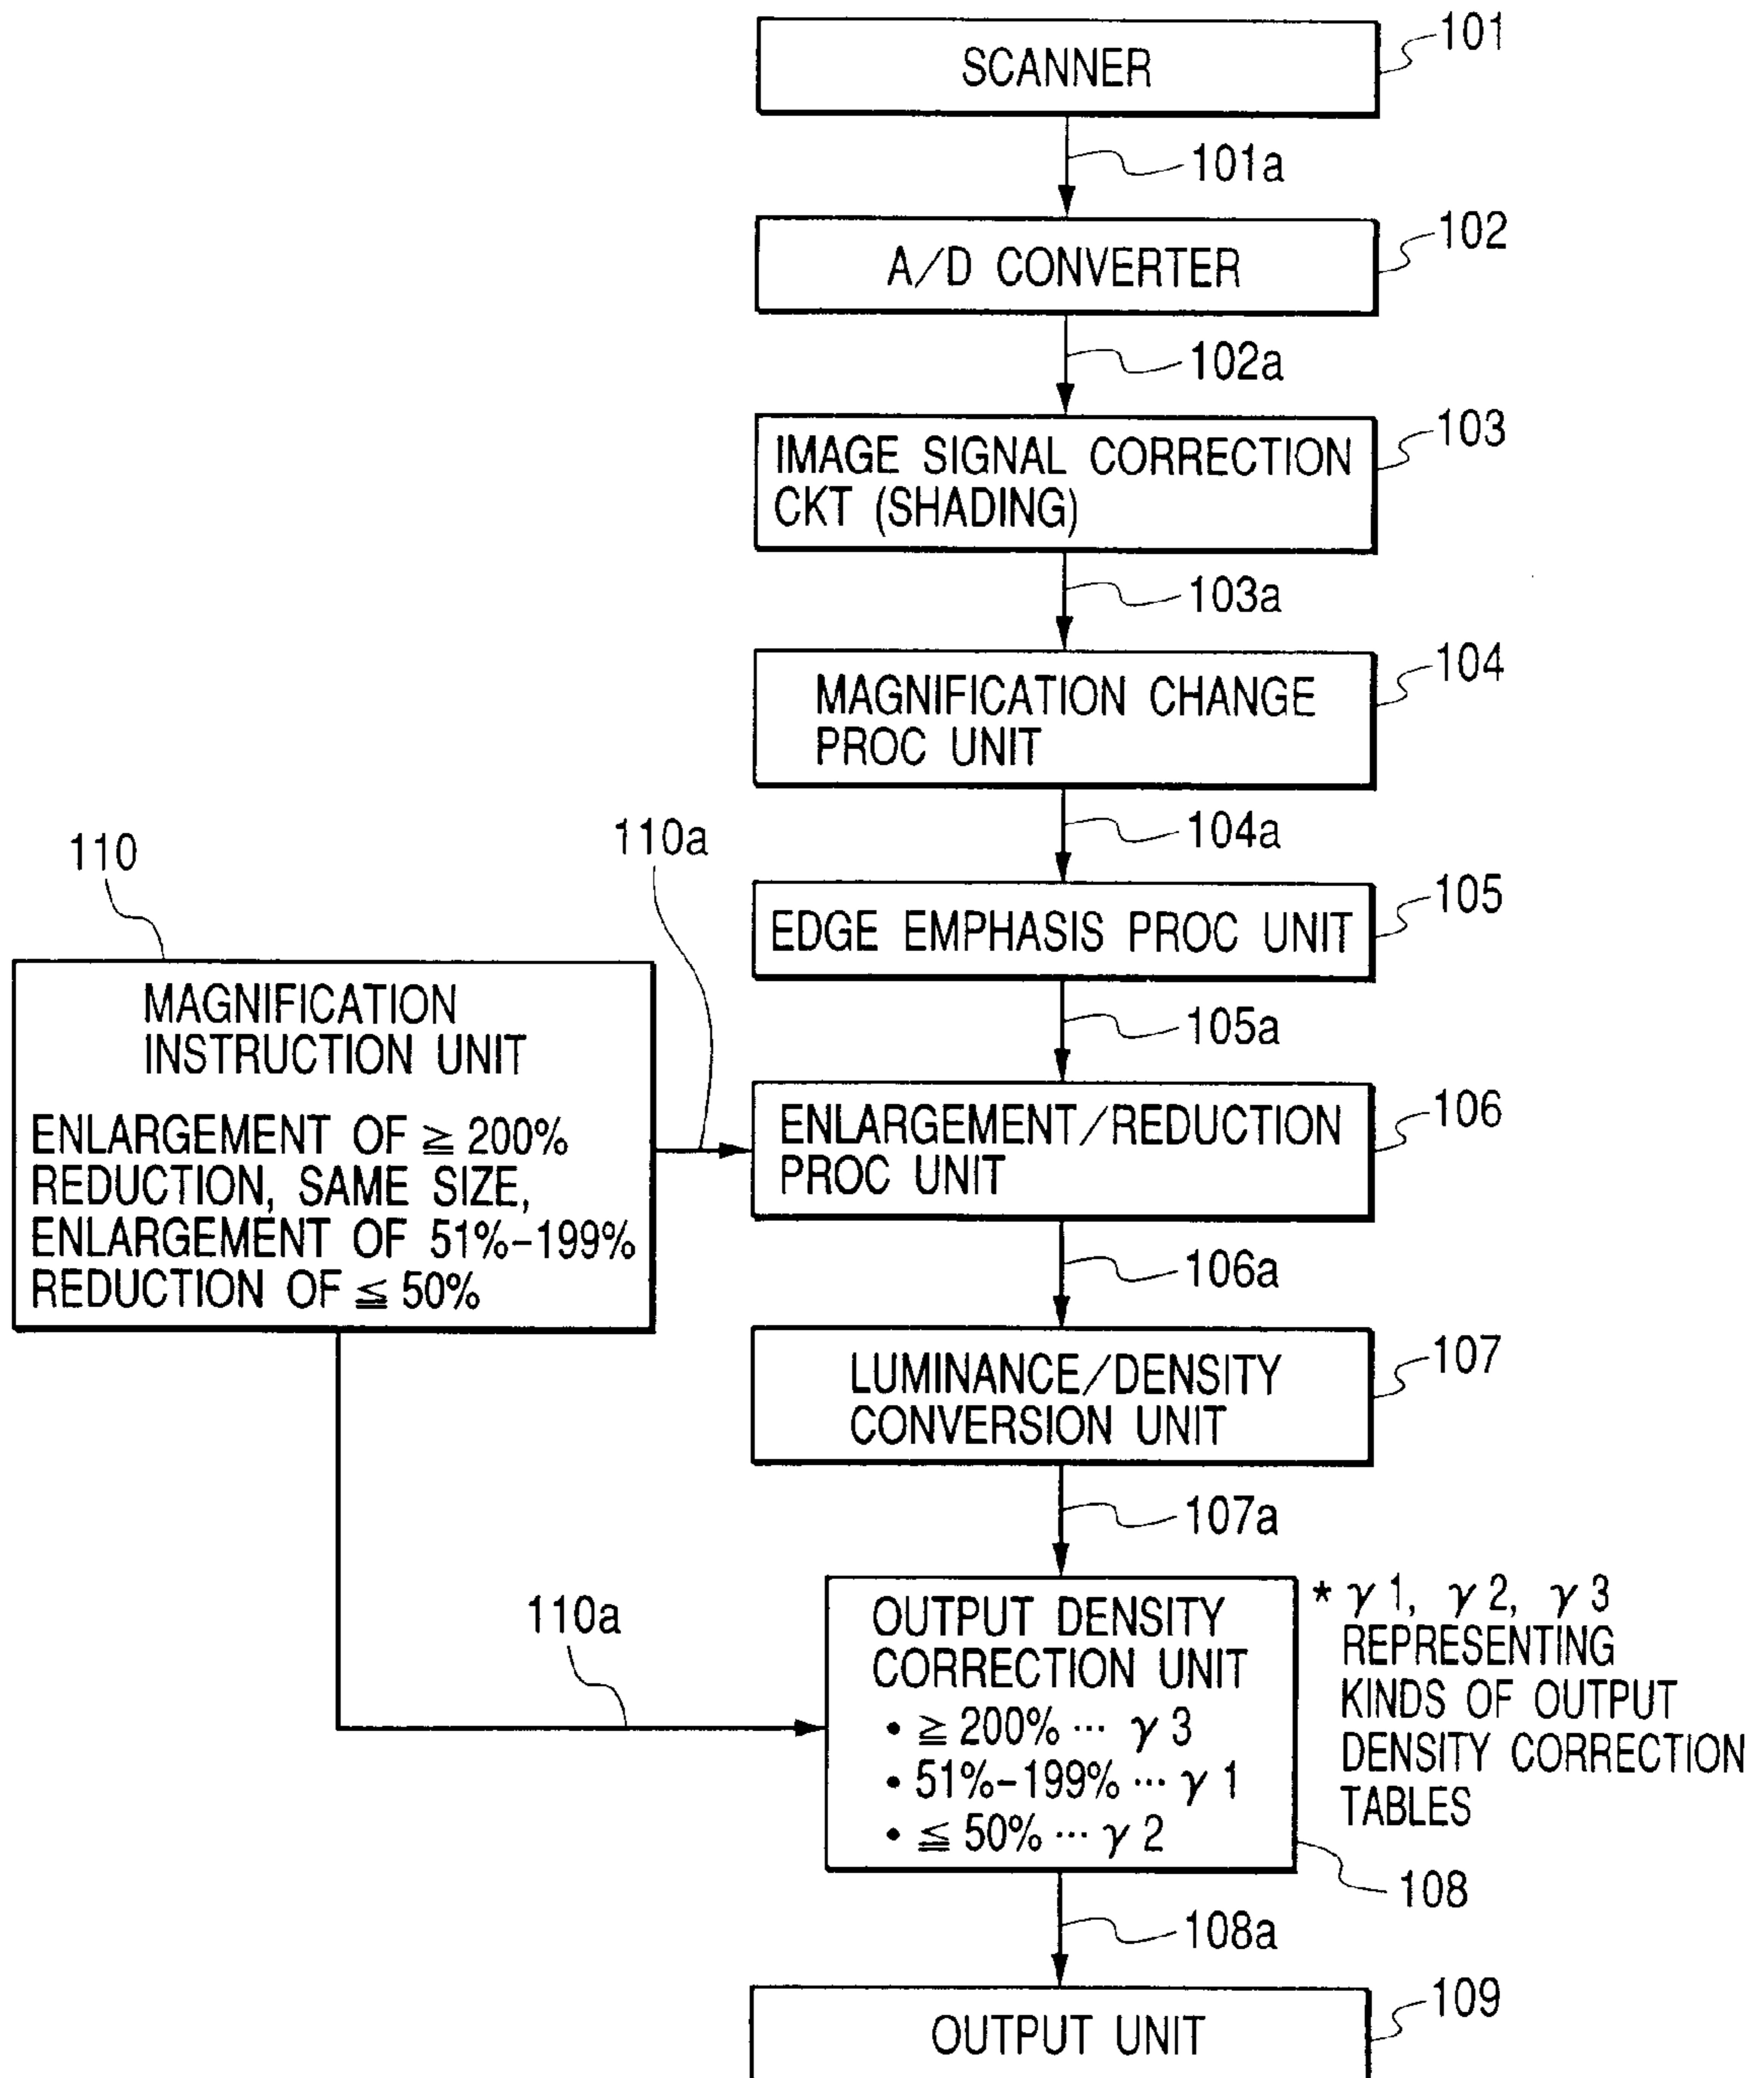 SCANNER
101
101a
A/D CONVERTER
102
102a
IMAGE SIGNAL CORRECTION
CKT (SHADING)
103
103a
MAGNIFICATION CHANGE
PROC UNIT
104
104a
EDGE EMPHASIS PROC UNIT
105
105a
110
110a
MAGNIFICATION
INSTRUCTION UNIT
ENLARGEMENT OF ≧ 200%
REDUCTION, SAME SIZE,
ENLARGEMENT OF 51%-199%
REDUCTION OF ≦ 50%
ENLARGEMENT/REDUCTION
PROC UNIT
106
106a
LUMINANCE/DENSITY
CONVERSION UNIT
107
107a
110a
OUTPUT DENSITY
CORRECTION UNIT
• ≧ 200% ··· γ 3
• 51%-199% ··· γ 1
• ≦ 50% ··· γ 2
* γ 1, γ 2, γ 3
REPRESENTING
KINDS OF OUTPUT
DENSITY CORRECTION
TABLES
108
108a
OUTPUT UNIT
109